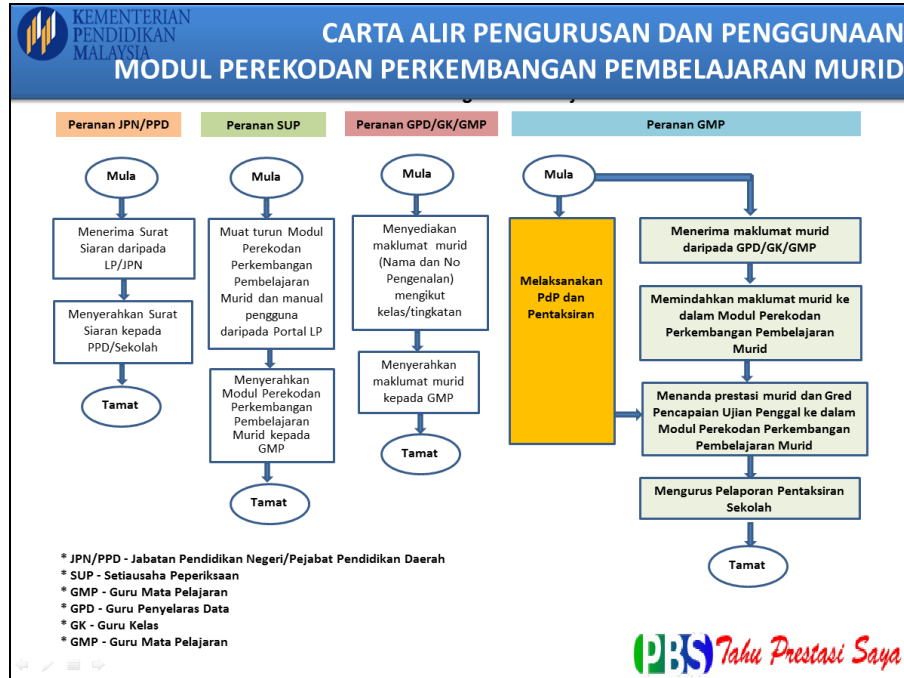 KEMENTERIAN
PENDIDIKAN
MALAYSIA
CARTA ALIR PENGURUSAN DAN PENGGUNAAN
MODUL PEREKODAN PERKEMBANGAN PEMBELAJARAN MURID
Peranan JPN/PPD
Peranan SUP
Peranan GPD/GK/GMP
Peranan GMP
Mula
Menerima Surat
Siaran daripada
LP/JPN
Menyerahkan Surat
Siaran kepada
PPD/Sekolah
Tamat
Mula
Muat turun Modul
Perekodan
Perkembangan
Pembelajaran
Murid dan manual
pengguna
daripada Portal LP
Menyerahkan
Modul Perekodan
Perkembangan
Pembelajaran
Murid kepada
GMP
Tamat
Mula
Menyediakan
maklumat murid
(Nama dan No
Pengenalan)
mengikut
kelas/tingkatan
Menyerahkan
maklumat murid
kepada GMP
Tamat
Mula
Melaksanakan
PdP dan
Pentaksiran
Menerima maklumat murid
daripada GPD/GK/GMP
Memindahkan maklumat murid ke
dalam Modul Perekodan
Perkembangan Pembelajaran
Murid
Menanda prestasi murid dan Gred
Pencapaian Ujian Penggal ke dalam
Modul Perekodan Perkembangan
Pembelajaran Murid
Mengurus Pelaporan Pentaksiran
Sekolah
Tamat
* JPN/PPD - Jabatan Pendidikan Negeri/Pejabat Pendidikan Daerah
* SUP - Setiausaha Peperiksaan
* GMP - Guru Mata Pelajaran
* GPD - Guru Penyelaras Data
* GK - Guru Kelas
* GMP - Guru Mata Pelajaran
PBS Tahu Prestasi Saya